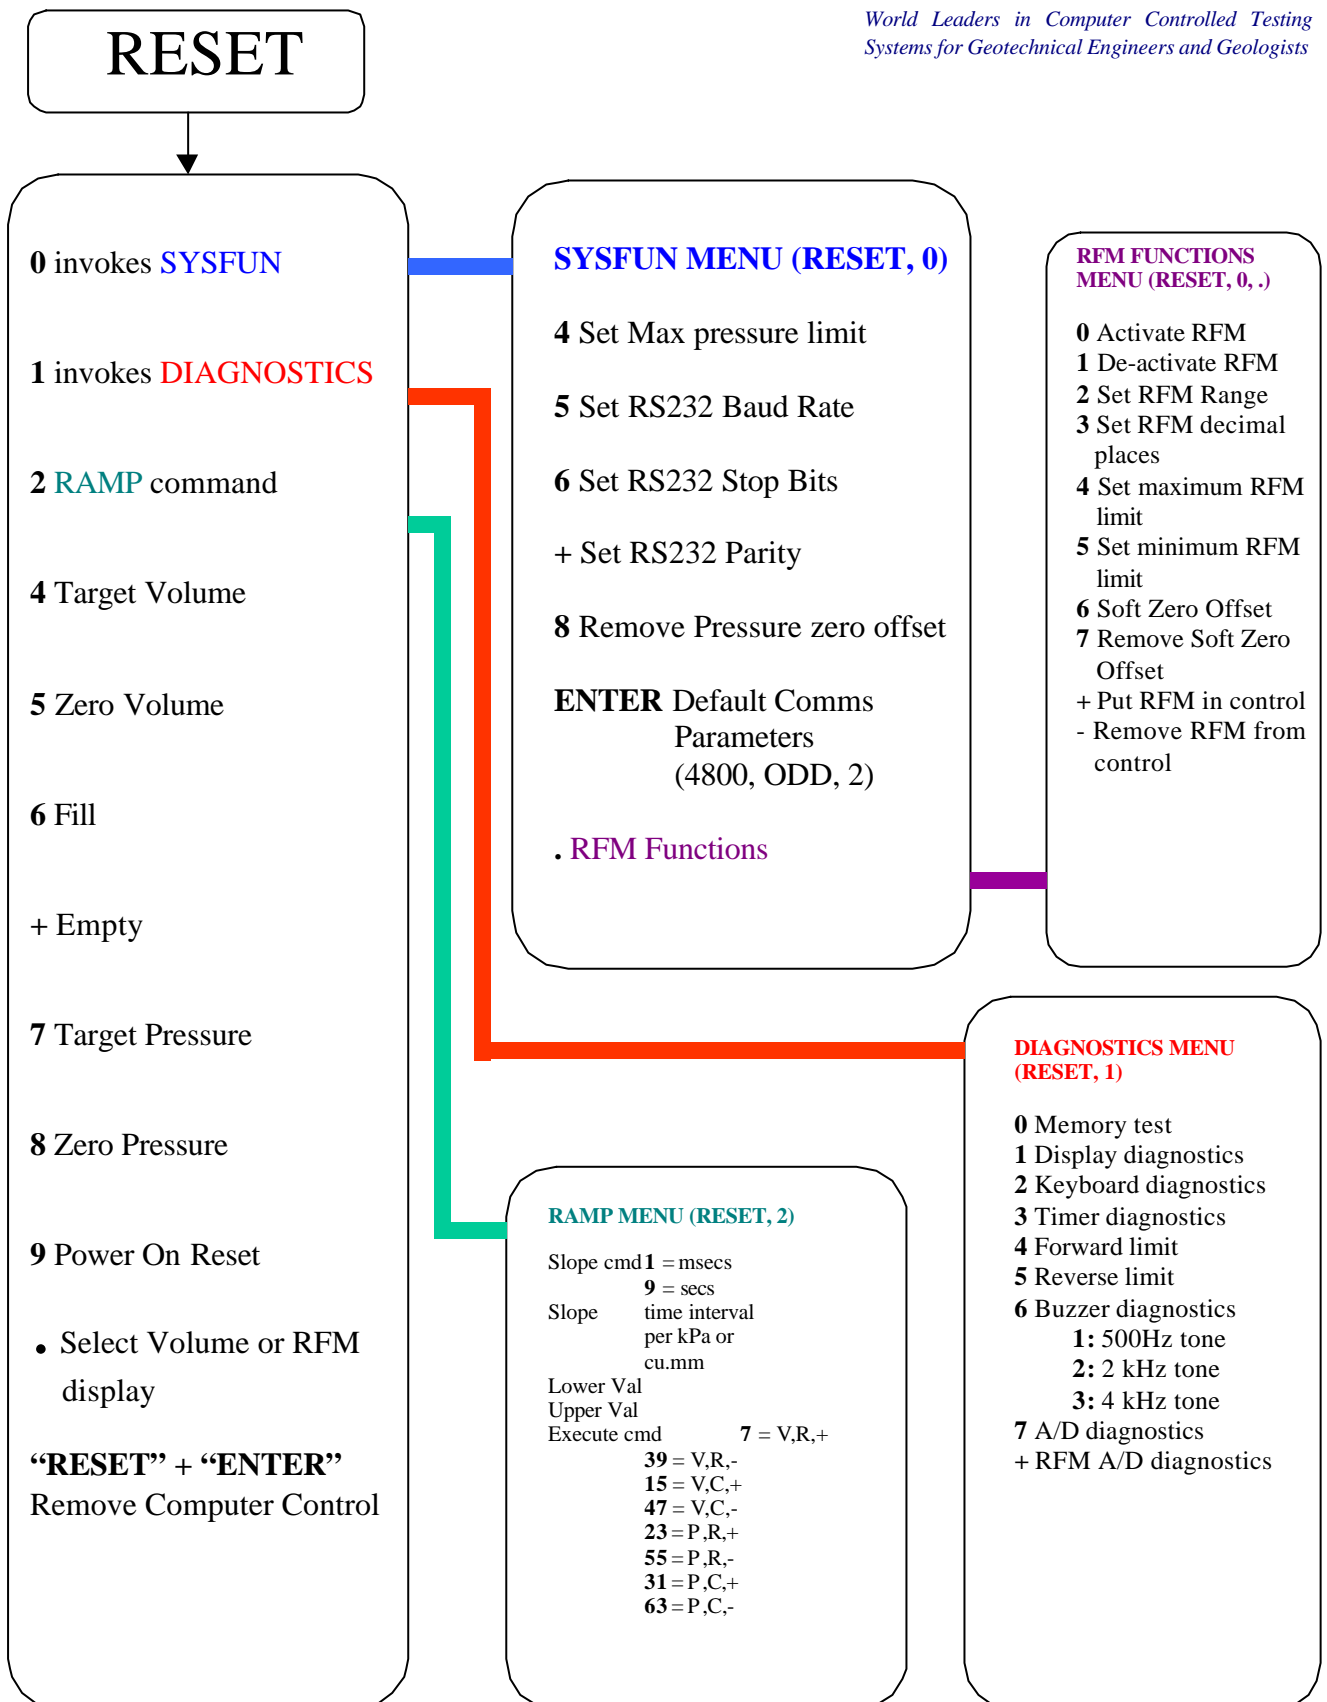 World Leaders in Computer Controlled Testing
Systems for Geotechnical Engineers and Geologists
RESET
0 invokes SYSFUN
1 invokes DIAGNOSTICS
2 RAMP command
4 Target Volume
5 Zero Volume
6 Fill
+ Empty
7 Target Pressure
8 Zero Pressure
9 Power On Reset
. Select Volume or RFM
display
“RESET” + “ENTER”
Remove Computer Control
SYSFUN MENU (RESET, 0)
4 Set Max pressure limit
5 Set RS232 Baud Rate
6 Set RS232 Stop Bits
+ Set RS232 Parity
8 Remove Pressure zero offset
ENTER Default Comms
Parameters
(4800, ODD, 2)
. RFM Functions
RFM FUNCTIONS
MENU (RESET, 0, .)
0 Activate RFM
1 De-activate RFM
2 Set RFM Range
3 Set RFM decimal
places
4 Set maximum RFM
limit
5 Set minimum RFM
limit
6 Soft Zero Offset
7 Remove Soft Zero
Offset
+ Put RFM in control
- Remove RFM from
control
DIAGNOSTICS MENU
(RESET, 1)
0 Memory test
1 Display diagnostics
2 Keyboard diagnostics
3 Timer diagnostics
4 Forward limit
5 Reverse limit
6 Buzzer diagnostics
1: 500Hz tone
2: 2 kHz tone
3: 4 kHz tone
7 A/D diagnostics
+ RFM A/D diagnostics
RAMP MENU (RESET, 2)
Slope cmd 1 = msecs
9 = secs
Slope time interval
per kPa or
cu.mm
Lower Val
Upper Val
Execute cmd 7 = V,R,+
39 = V,R,-
15 = V,C,+
47 = V,C,-
23 = P,R,+
55 = P,R,-
31 = P,C,+
63 = P,C,-